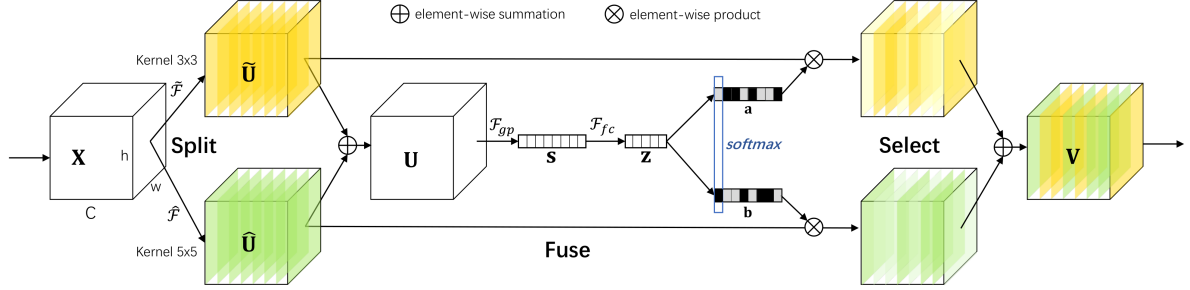 ⊕ element-wise summation ⊗ element-wise product
Kernel 3x3
Ũ
ℱ̃
Split
X
h
w
C
ℱ̂
Kernel 5x5
Û
U
ℱgp
s
ℱfc
z
a
softmax
b
Fuse
Select
V